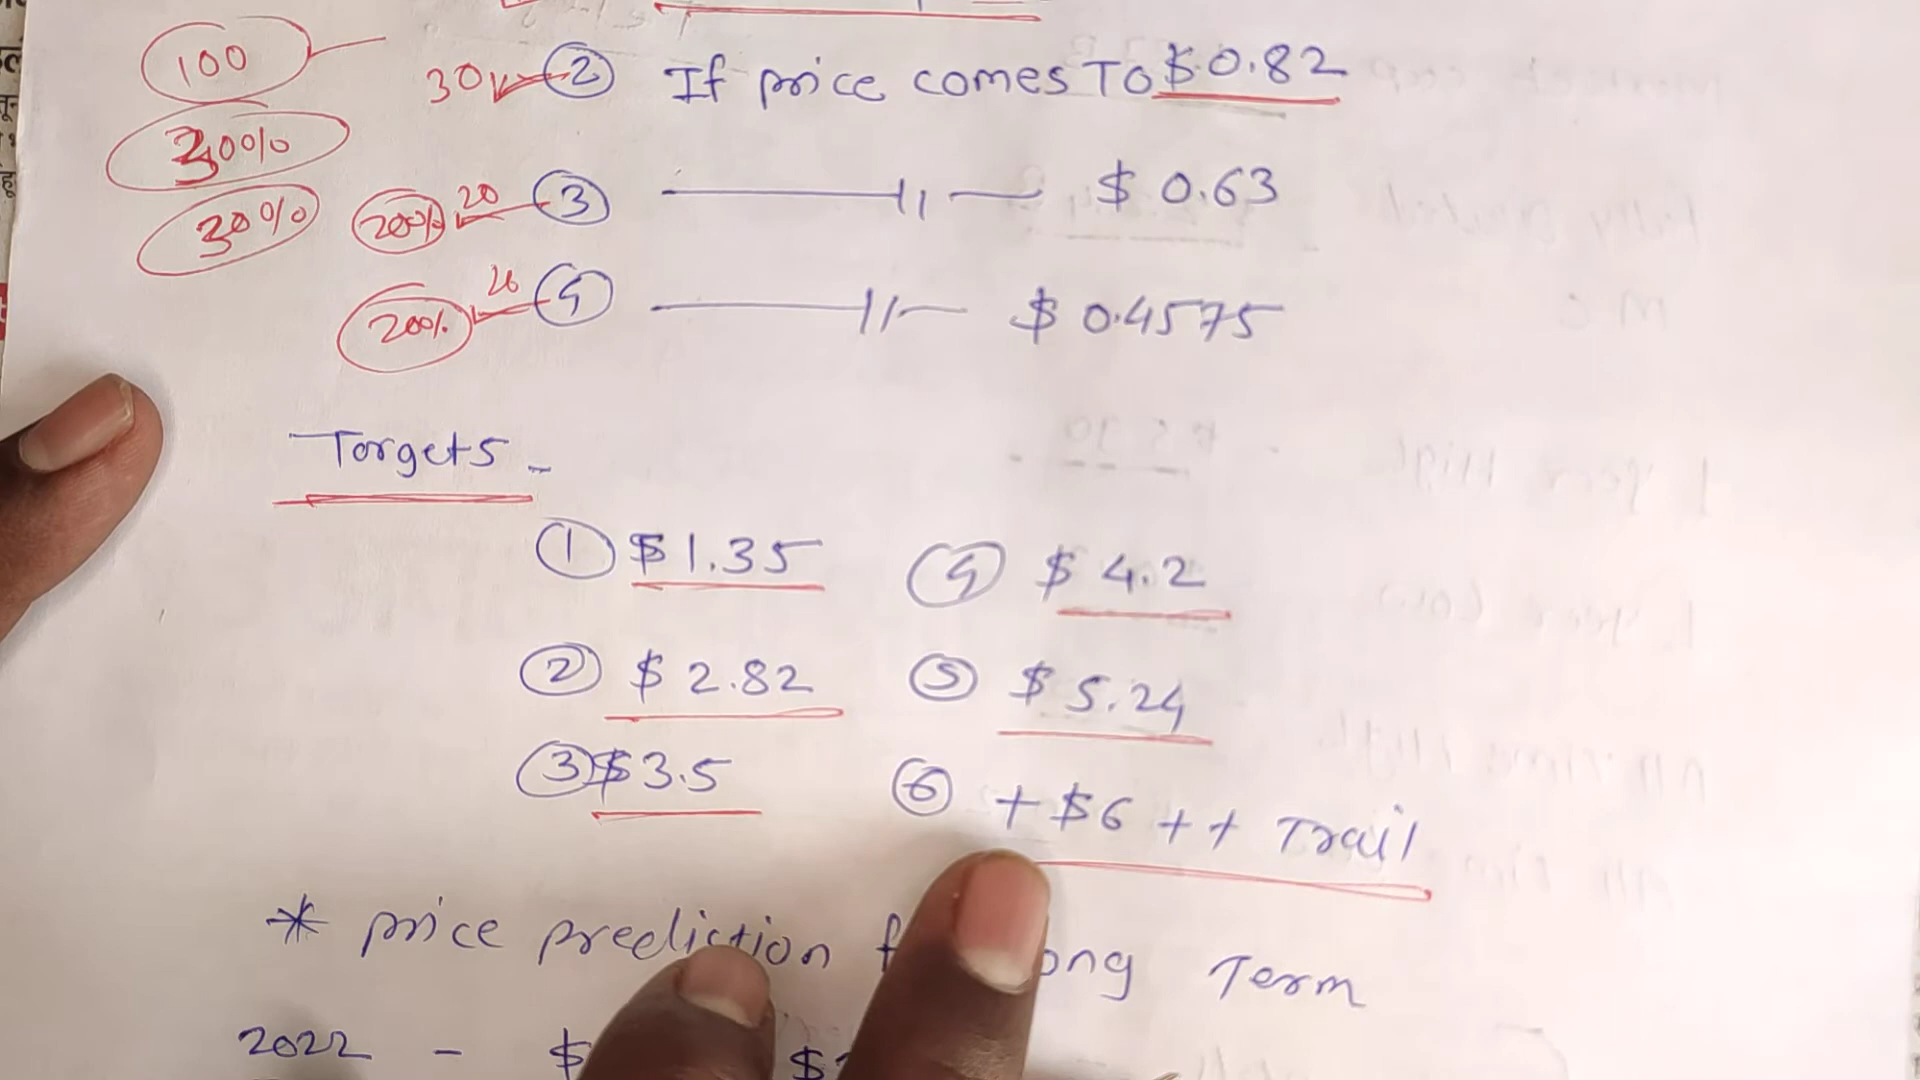 100 30 ② If price comes To $0.82
30%
30% 20% 20 ③ —〃— $ 0.63
20% 20 ④ —〃— $ 0.4575
Targets -
① $1.35 ④ $ 4.2
② $ 2.82 ⑤ $ 5.24
③ $3.5 ⑥ + $6 ++ Trail
* price prediction Term
2022 - $ $